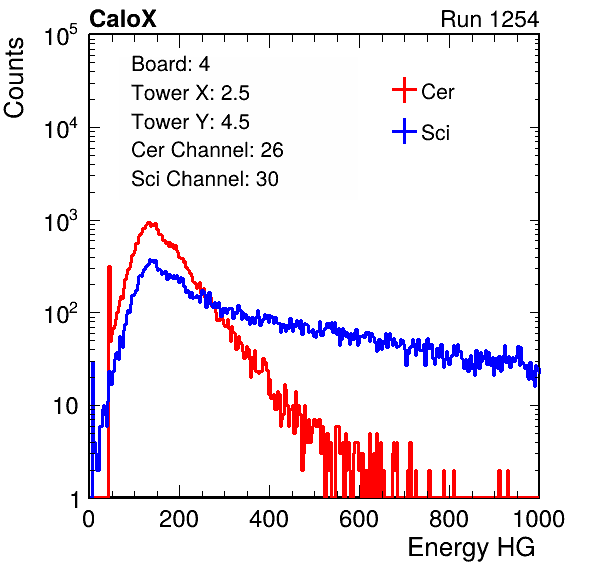 CaloX Run 1254
Counts
Board: 4
Tower X: 2.5
Tower Y: 4.5
Cer Channel: 26
Sci Channel: 30
Cer
Sci
10^5
10^4
10^3
10^2
10
1
0 200 400 600 800 1000
Energy HG